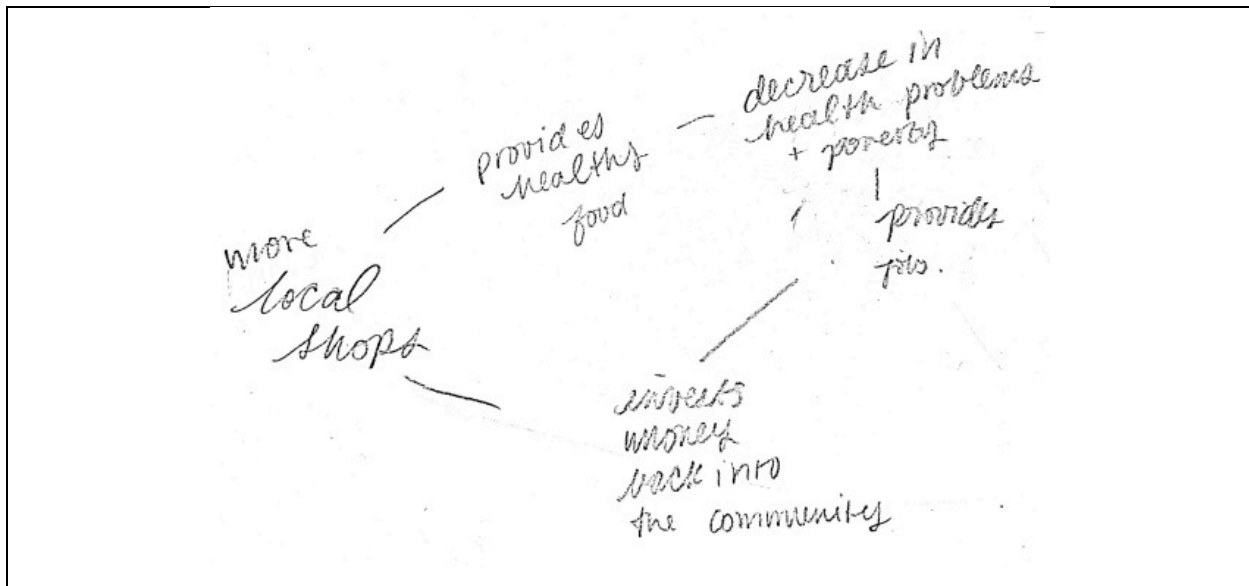 more
local
shops
provides
healthy
food
decrease in
health problems
+ poverty
provides
jobs.
invests
money
back into
the community